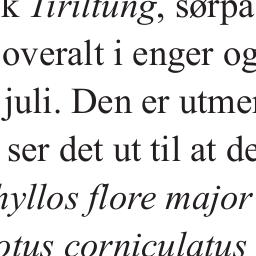 k Tiriltung, sørpa
overalt i enger og
juli. Den er utmer
ser det ut til at de
hyllos flore major
otus corniculatus